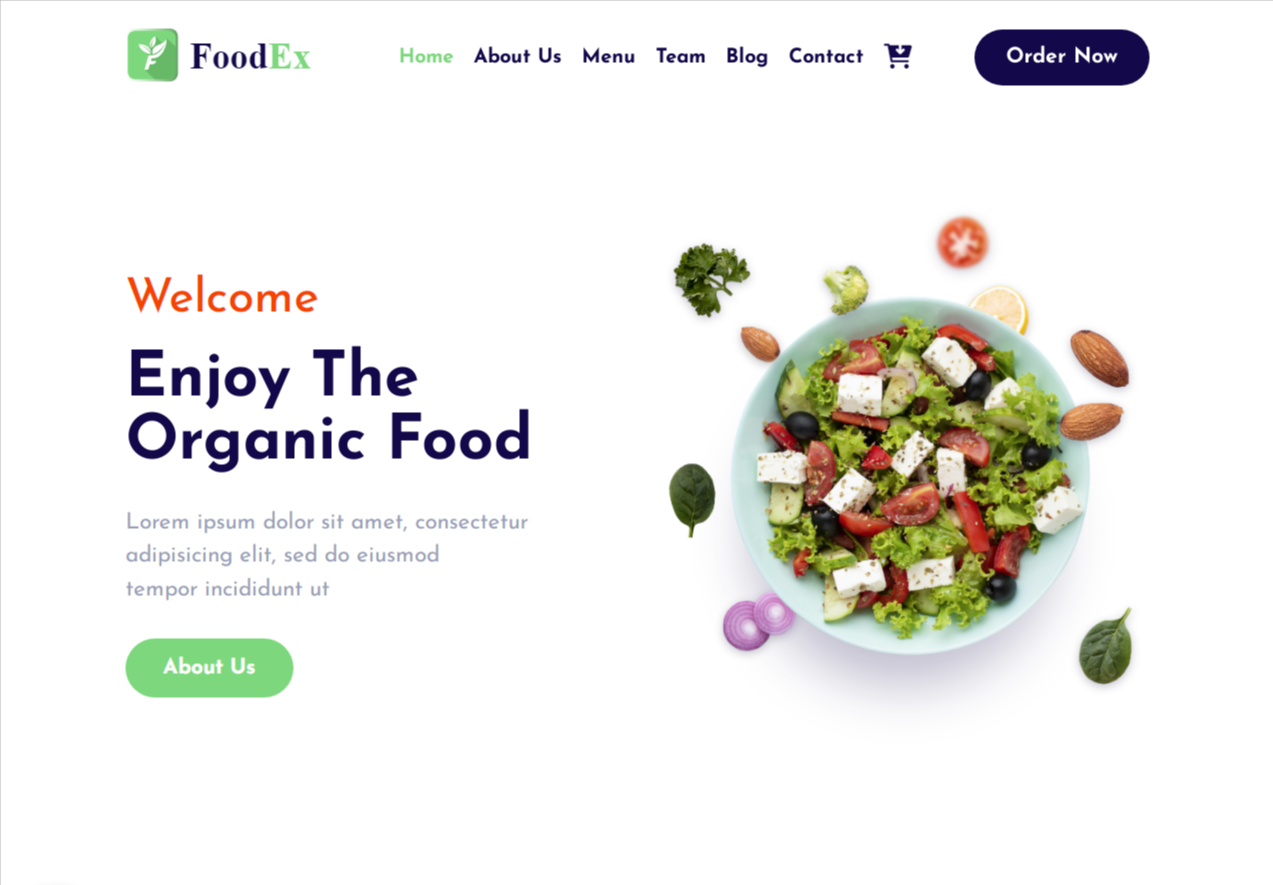 FoodEx
Home About Us Menu Team Blog Contact
Order Now
Welcome
Enjoy The
Organic Food
Lorem ipsum dolor sit amet, consectetur
adipisicing elit, sed do eiusmod
tempor incididunt ut
About Us